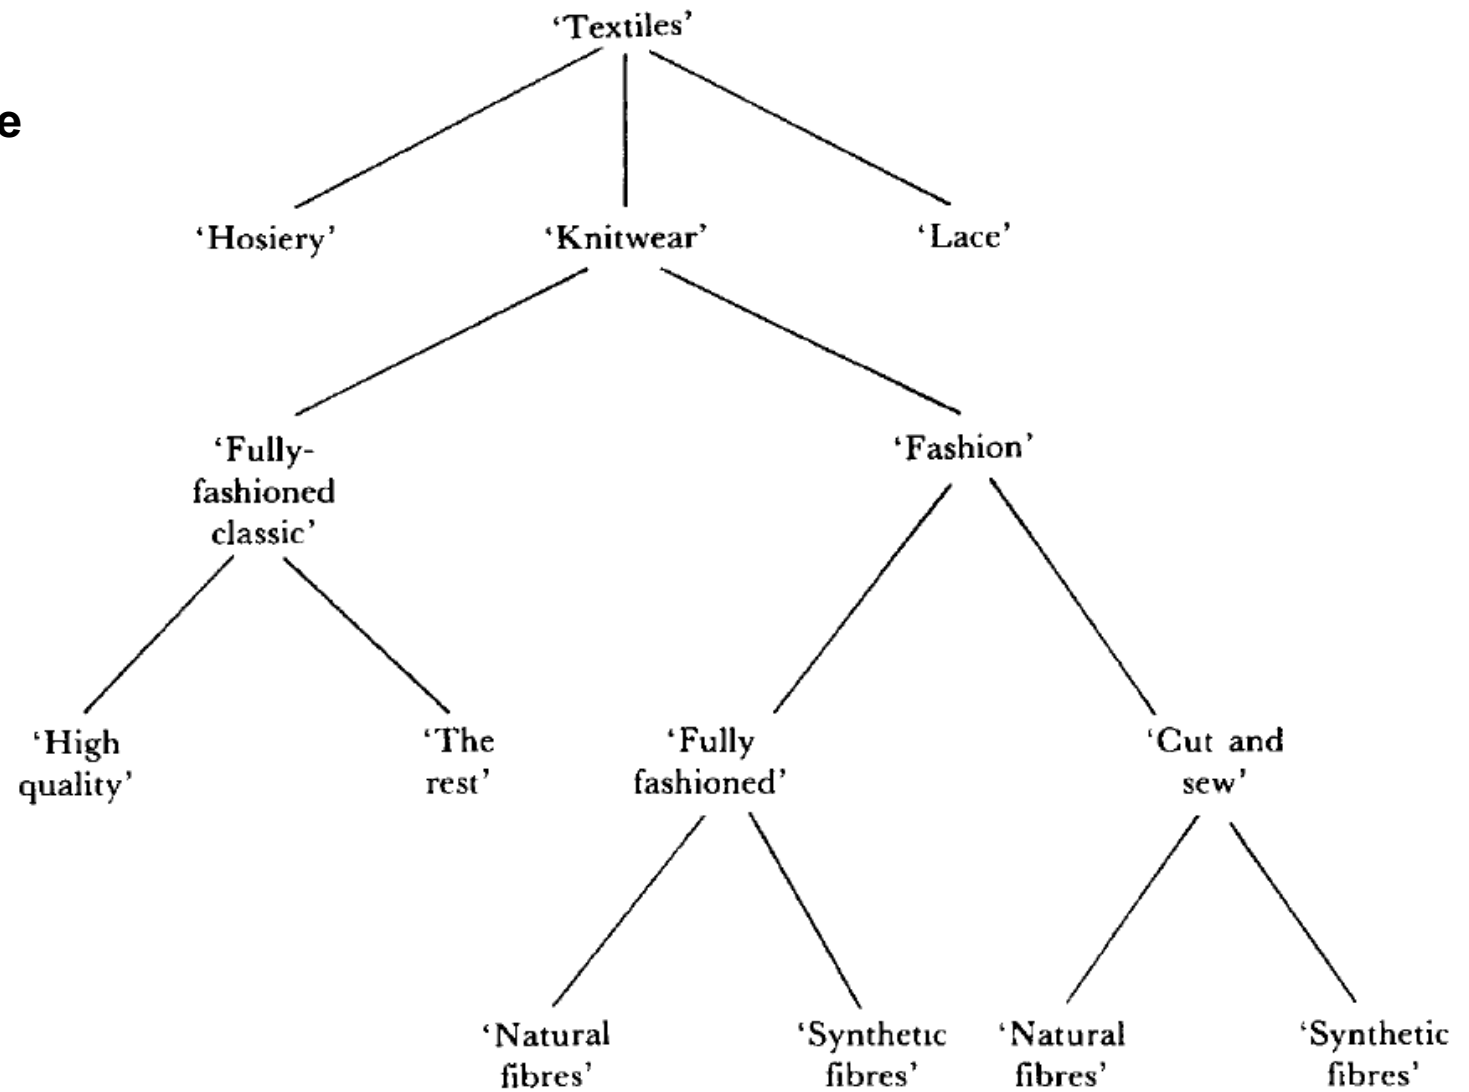 ‘Textiles’
e
‘Hosiery’ ‘Knitwear’ ‘Lace’
‘Fully-
fashioned
classic’
‘Fashion’
‘High
quality’
‘The
rest’
‘Fully
fashioned’
‘Cut and
sew’
‘Natural
fibres’
‘Synthetic
fibres’
‘Natural
fibres’
‘Synthetic
fibres’